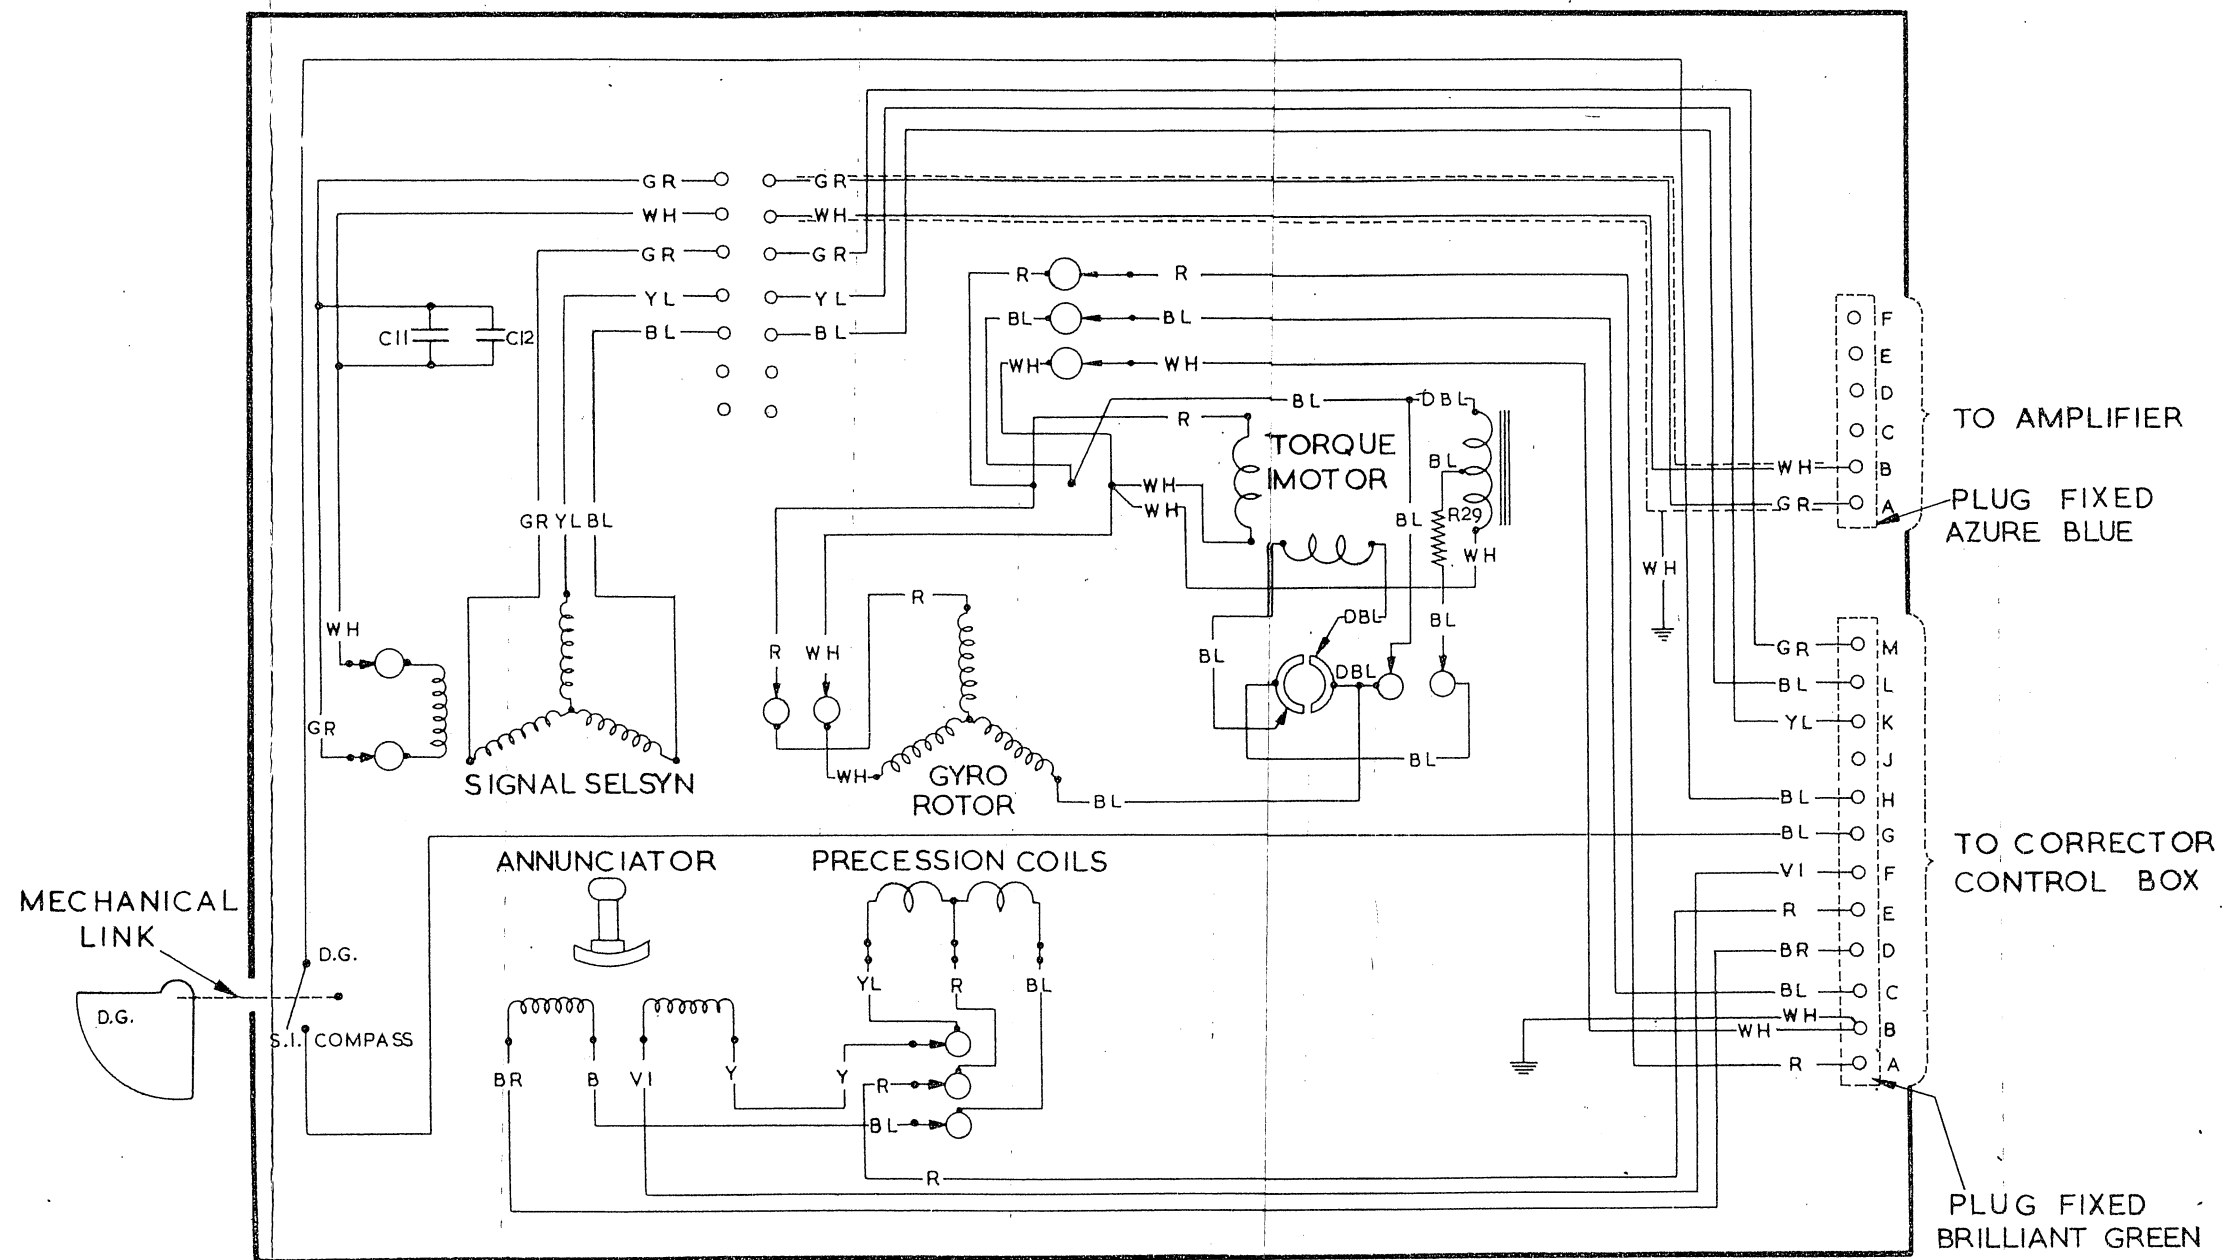 GR GR
WH WH
GR GR
YL YL
BL BL
R R
BL BL
WH WH
C11 C12
F
E
D
C
WH B
GR A
TO AMPLIFIER
PLUG FIXED
AZURE BLUE
BL DBL
R
TORQUE
MOTOR
BL
WH
WH
BL R29
WH
GR YL BL
WH
R
WH
R WH
DBL
BL
BL
DBL
GR
SIGNAL SELSYN
WH
GYRO
ROTOR
BL
BL
GR M
BL L
YL K
J
BL H
BL G
VI F
R E
BR D
BL C
WH
WH B
R A
TO CORRECTOR
CONTROL BOX
PLUG FIXED
BRILLIANT GREEN
ANNUNCIATOR
PRECESSION COILS
MECHANICAL
LINK
D.G.
D.G.
S.I. COMPASS
YL R BL
BR B VI Y Y
R
BL
R